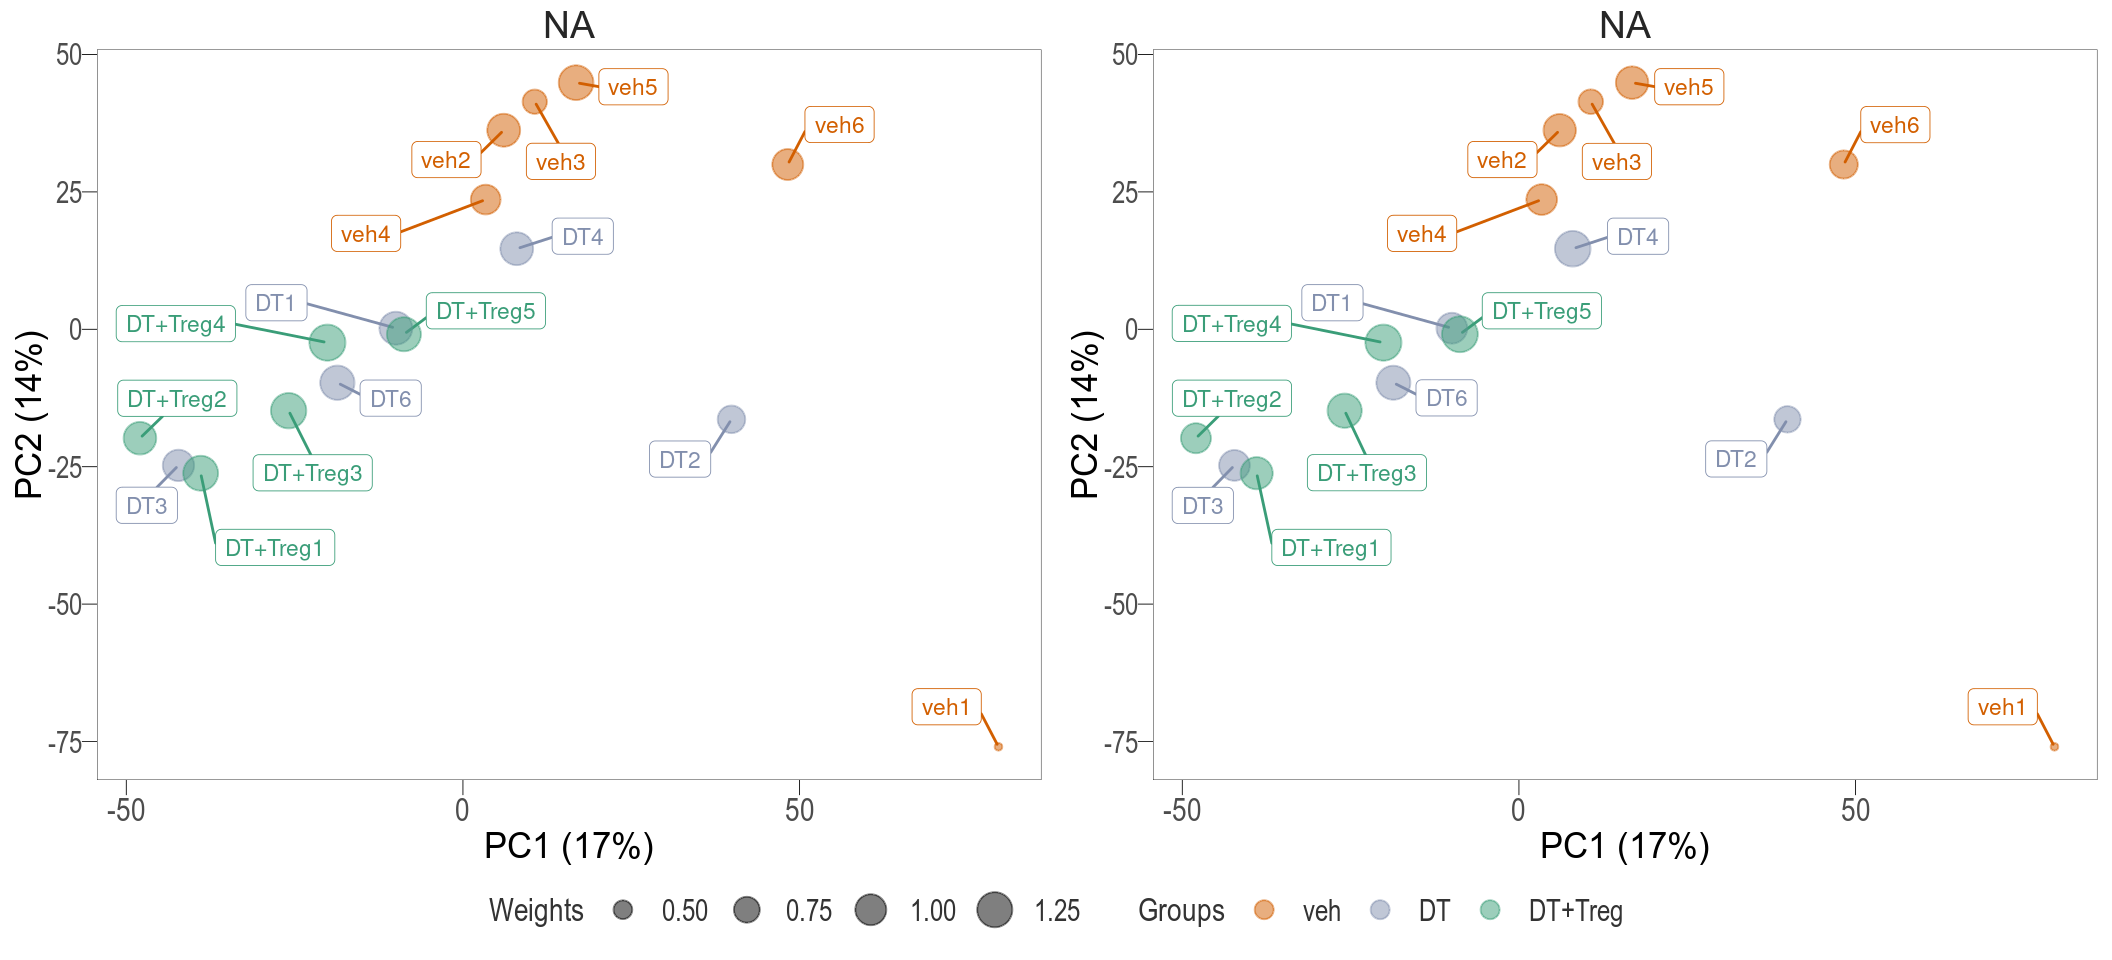 NA
50
25
0
-25
-50
-75
PC2 (14%)
veh5
veh6
veh2
veh3
veh4
DT4
DT1
DT+Treg5
DT+Treg4
DT+Treg2
DT6
DT+Treg3
DT2
DT3
DT+Treg1
veh1
-50
0
50
PC1 (17%)
NA
50
25
0
-25
-50
-75
PC2 (14%)
veh5
veh6
veh2
veh3
veh4
DT4
DT1
DT+Treg5
DT+Treg4
DT+Treg2
DT6
DT+Treg3
DT2
DT3
DT+Treg1
veh1
-50
0
50
PC1 (17%)
Weights 0.50 0.75 1.00 1.25 Groups veh DT DT+Treg